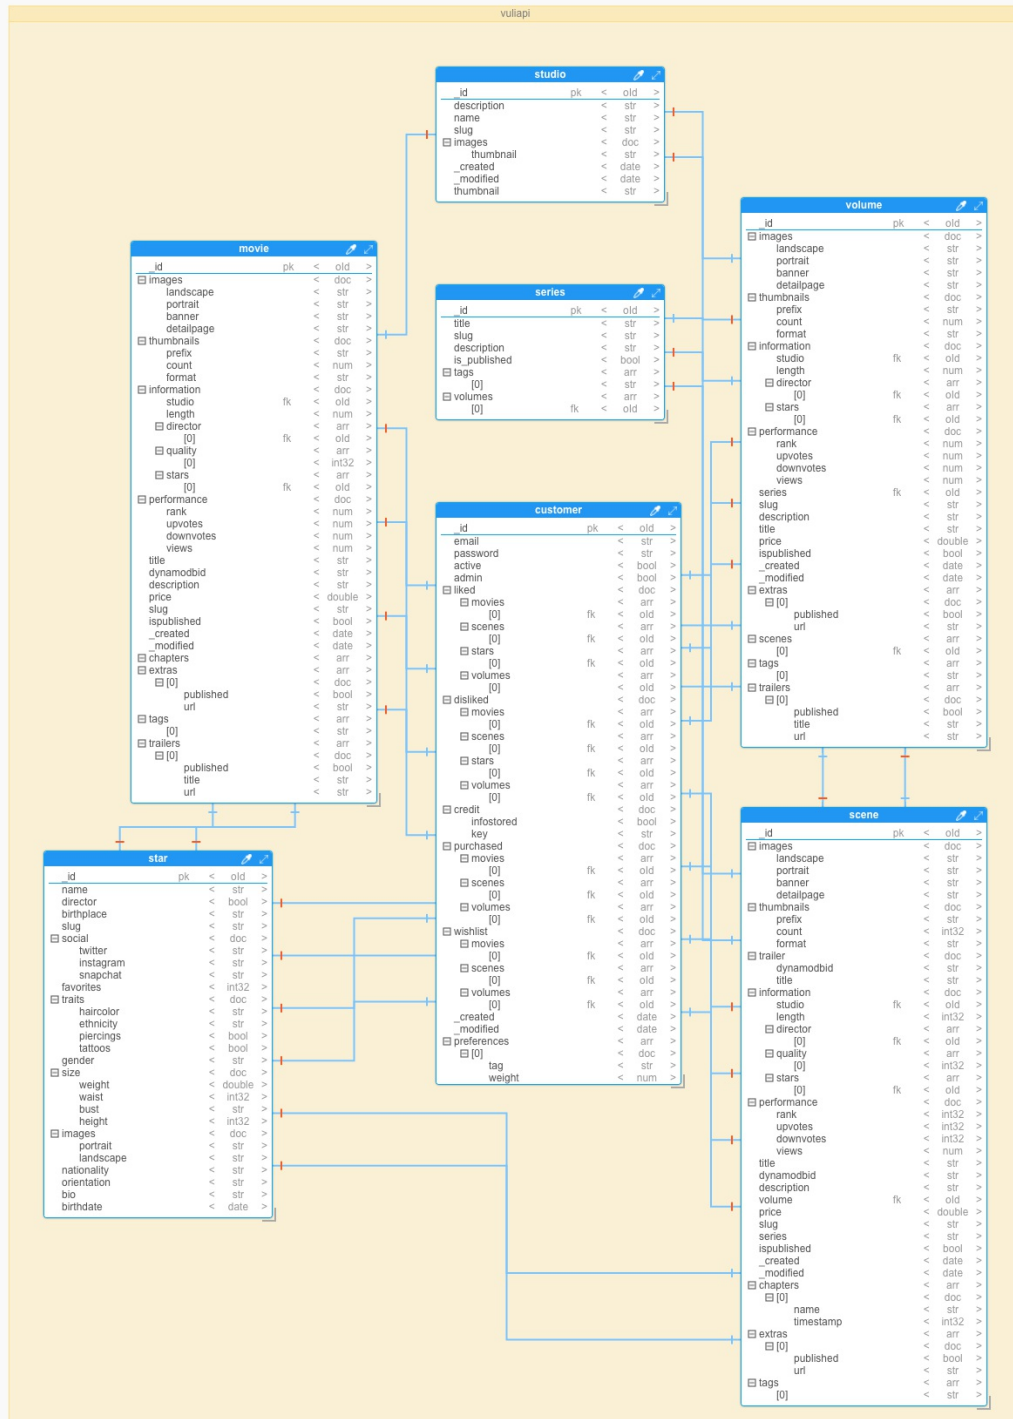 vuliapi
studio
_id pk < oId >
description < str >
name < str >
slug < str >
images < doc >
thumbnail < str >
_created < date >
_modified < date >
thumbnail < str >
movie
_id pk < oId >
images < doc >
landscape < str >
portrait < str >
banner < str >
detailpage < str >
thumbnails < doc >
prefix < str >
count < num >
format < str >
information < doc >
studio fk < oId >
length < num >
director < arr >
[0] fk < oId >
quality < arr >
[0] < int32 >
stars < arr >
[0] fk < oId >
performance < doc >
rank < num >
upvotes < num >
downvotes < num >
views < num >
title < str >
dynamodbid < str >
description < str >
price < double >
slug < str >
ispublished < bool >
_created < date >
_modified < date >
chapters < arr >
extras < arr >
[0] < doc >
published < bool >
url < str >
tags < arr >
[0] < str >
trailers < arr >
[0] < doc >
published < bool >
title < str >
url < str >
series
_id pk < oId >
title < str >
slug < str >
description < str >
is_published < bool >
tags < arr >
[0] < str >
volumes < arr >
[0] fk < oId >
volume
_id pk < oId >
images < doc >
landscape < str >
portrait < str >
banner < str >
detailpage < str >
thumbnails < doc >
prefix < str >
count < num >
format < str >
information < doc >
studio fk < oId >
length < num >
director < arr >
[0] fk < oId >
stars < arr >
[0] fk < oId >
performance < doc >
rank < num >
upvotes < num >
downvotes < num >
views < num >
series fk < oId >
slug < str >
description < str >
title < str >
price < double >
ispublished < bool >
_created < date >
_modified < date >
extras < arr >
[0] < doc >
published < bool >
url < str >
scenes < arr >
[0] fk < oId >
tags < arr >
[0] < str >
trailers < arr >
[0] < doc >
published < bool >
title < str >
url < str >
customer
_id pk < oId >
email < str >
password < str >
active < bool >
admin < bool >
liked < doc >
movies < arr >
[0] fk < oId >
scenes < arr >
[0] fk < oId >
stars < arr >
[0] fk < oId >
volumes < arr >
[0] < oId >
disliked < doc >
movies < arr >
[0] fk < oId >
scenes < arr >
[0] fk < oId >
stars < arr >
[0] fk < oId >
volumes < arr >
[0] fk < oId >
credit < doc >
infostored < bool >
key < str >
purchased < doc >
movies < arr >
[0] fk < oId >
scenes < arr >
[0] fk < oId >
volumes < arr >
[0] fk < oId >
wishlist < doc >
movies < arr >
[0] fk < oId >
scenes < arr >
[0] fk < oId >
volumes < arr >
[0] fk < oId >
_created < date >
_modified < date >
preferences < arr >
[0] < doc >
tag < str >
weight < num >
star
_id pk < oId >
name < str >
director < bool >
birthplace < str >
slug < str >
social < doc >
twitter < str >
instagram < str >
snapchat < str >
favorites < int32 >
traits < doc >
haircolor < str >
ethnicity < str >
piercings < bool >
tattoos < bool >
gender < str >
size < doc >
weight < double >
waist < int32 >
bust < str >
height < int32 >
images < doc >
portrait < str >
landscape < str >
nationality < str >
orientation < str >
bio < str >
birthdate < date >
scene
_id pk < oId >
images < doc >
landscape < str >
portrait < str >
banner < str >
detailpage < str >
thumbnails < doc >
prefix < str >
count < int32 >
format < str >
trailer < doc >
dynamodbid < str >
title < str >
information < doc >
studio fk < oId >
length < int32 >
director < arr >
[0] fk < oId >
quality < arr >
[0] < int32 >
stars < arr >
[0] fk < oId >
performance < doc >
rank < int32 >
upvotes < int32 >
downvotes < int32 >
views < num >
title < str >
dynamodbid < str >
description < str >
volume fk < oId >
price < double >
slug < str >
series < str >
ispublished < bool >
_created < date >
_modified < date >
chapters < arr >
[0] < doc >
name < str >
timestamp < int32 >
extras < arr >
[0] < doc >
published < bool >
url < str >
tags < arr >
[0] < str >